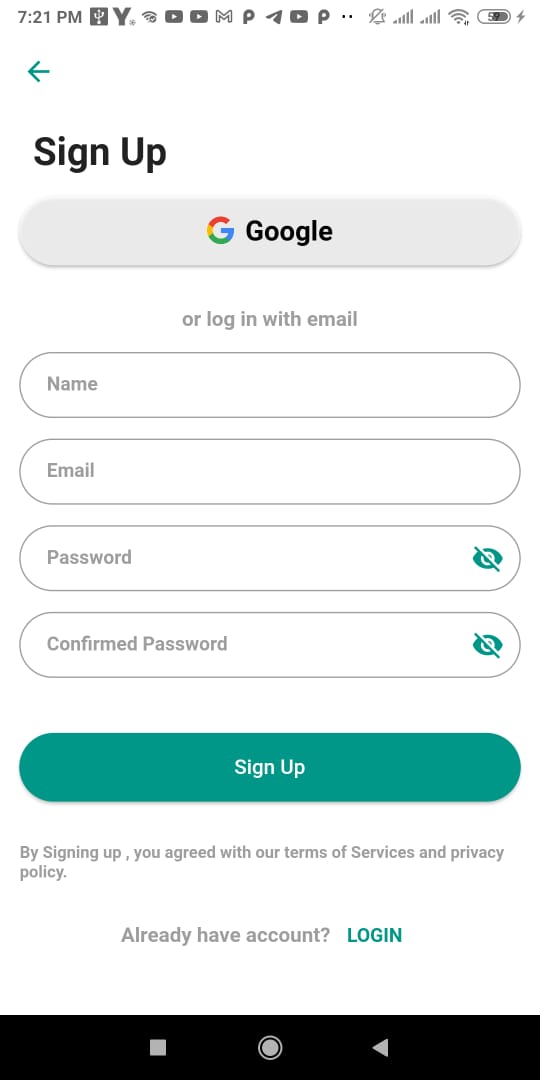 7:21 PM 59
Sign Up
Google
or log in with email
Name
Email
Password
Confirmed Password
Sign Up
By Signing up , you agreed with our terms of Services and privacy
policy.
Already have account? LOGIN